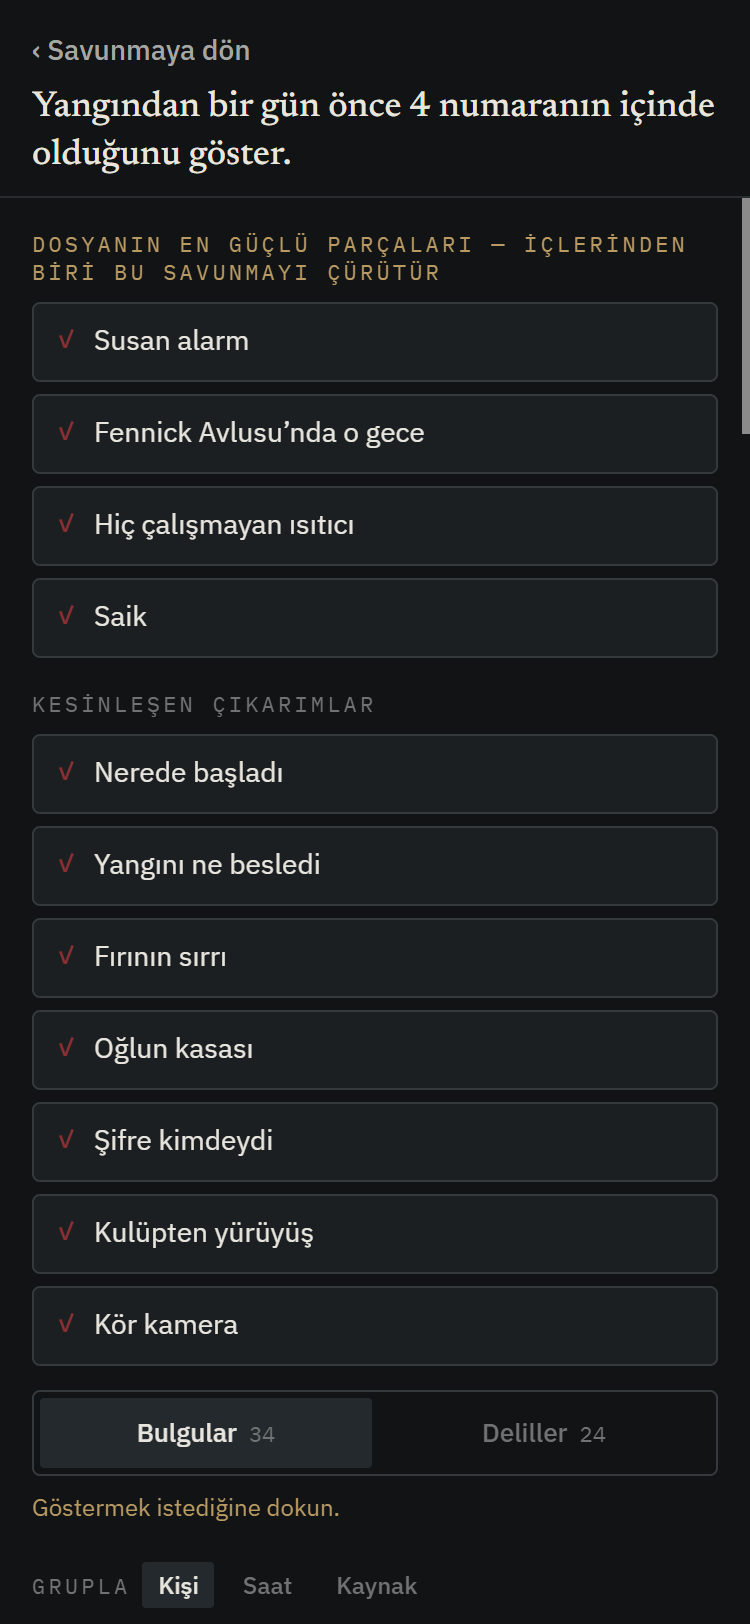 ‹ Savunmaya dön
Yangından bir gün önce 4 numaranın içinde
olduğunu göster.
DOSYANIN EN GÜÇLÜ PARÇALARI — İÇLERİNDEN
BİRİ BU SAVUNMAYI ÇÜRÜTÜR
√ Susan alarm
√ Fennick Avlusu’nda o gece
√ Hiç çalışmayan ısıtıcı
√ Saik
KESİNLEŞEN ÇIKARIMLAR
√ Nerede başladı
√ Yangını ne besledi
√ Fırının sırrı
√ Oğlun kasası
√ Şifre kimdeydi
√ Kulüpten yürüyüş
√ Kör kamera
Bulgular 34 Deliller 24
Göstermek istediğine dokun.
GRUPLA Kişi Saat Kaynak